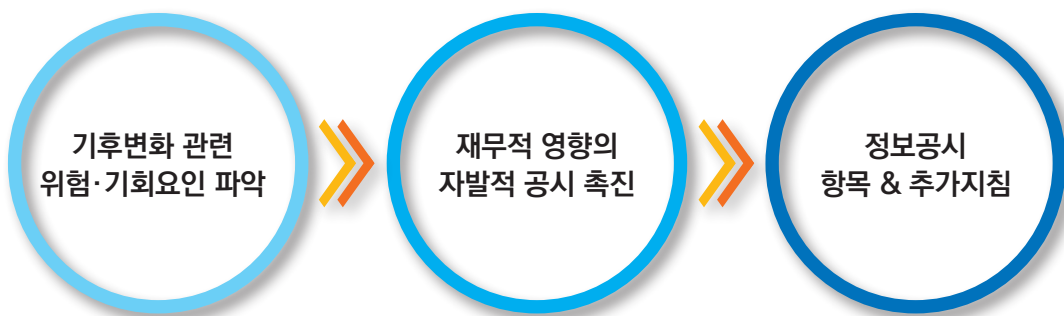 기후변화 관련
위험·기회요인 파악
재무적 영향의
자발적 공시 촉진
정보공시
항목 & 추가지침